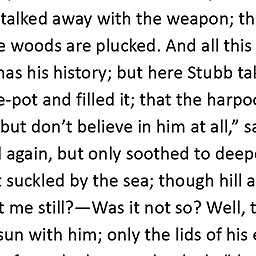 talked away with the weapon; th
woods are plucked. And all this
has his history; but here Stubb tal
-pot and filled it; that the harpoo
but don’t believe in him at all,” sa
again, but only soothed to deepe
suckled by the sea; though hill a
me still?—Was it not so? Well, t
sun with him; only the lids of his e